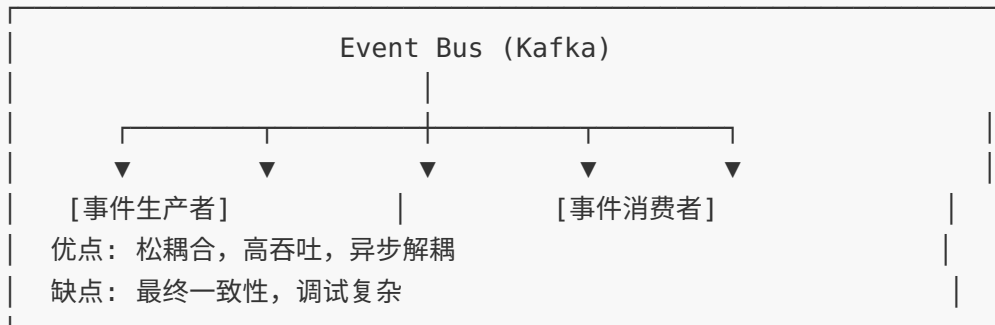 Event Bus (Kafka)
[事件生产者] [事件消费者]
优点: 松耦合，高吞吐，异步解耦
缺点: 最终一致性，调试复杂